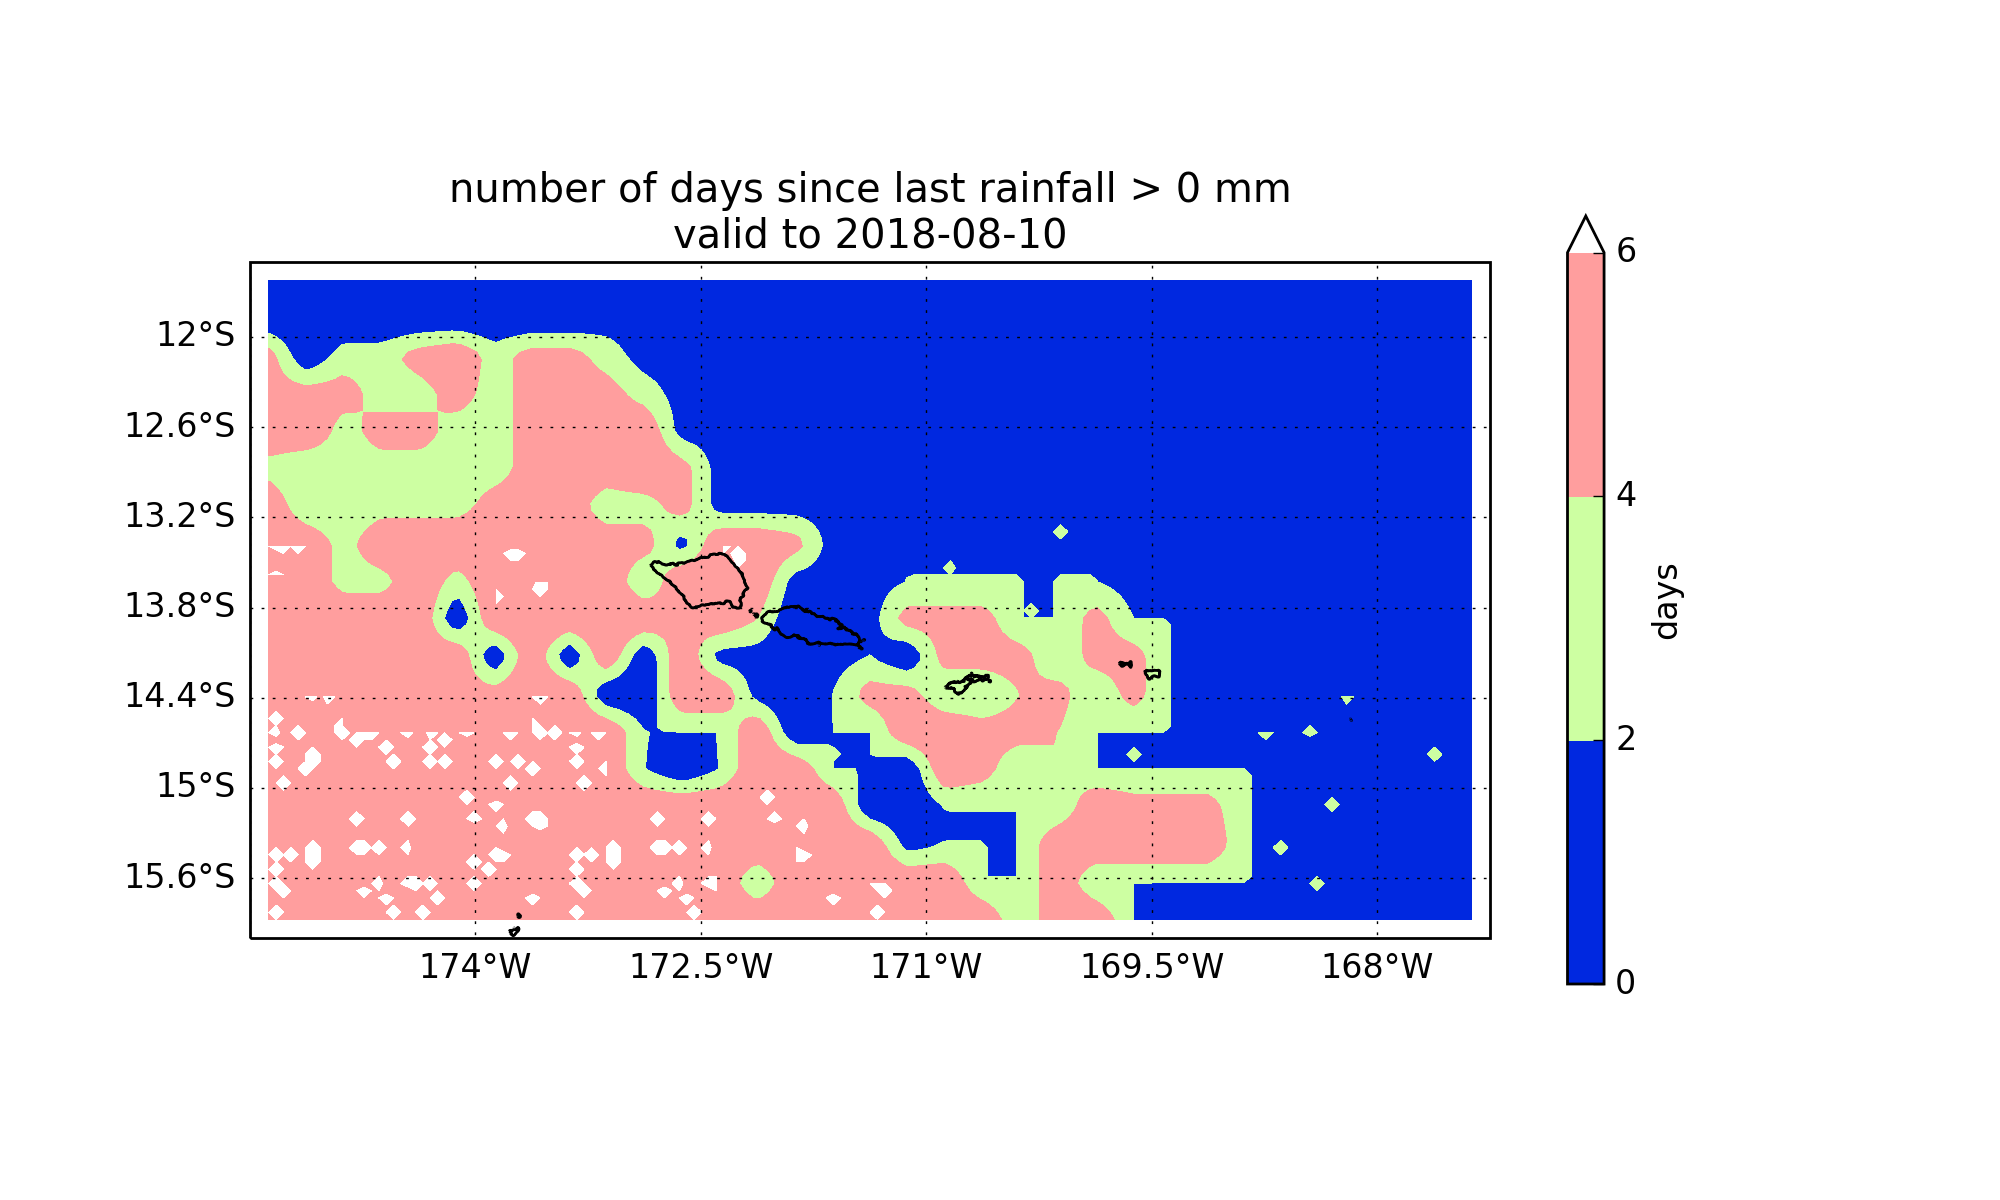 number of days since last rainfall > 0 mm
valid to 2018-08-10
12°S
12.6°S
13.2°S
13.8°S
14.4°S
15°S
15.6°S
174°W 172.5°W 171°W 169.5°W 168°W
6
4
2
0
days